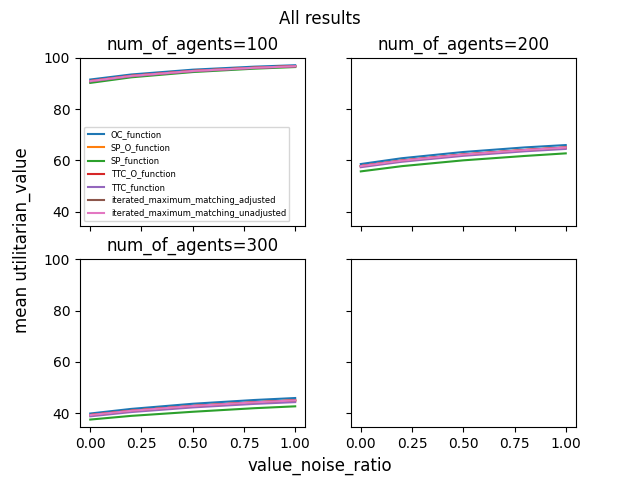 All results
num_of_agents=100
num_of_agents=200
100
80
60
40
OC_function
SP_O_function
SP_function
TTC_O_function
TTC_function
iterated_maximum_matching_adjusted
iterated_maximum_matching_unadjusted
mean utilitarian_value
num_of_agents=300
100
80
60
40
0.00 0.25 0.50 0.75 1.00
0.00 0.25 0.50 0.75 1.00
value_noise_ratio